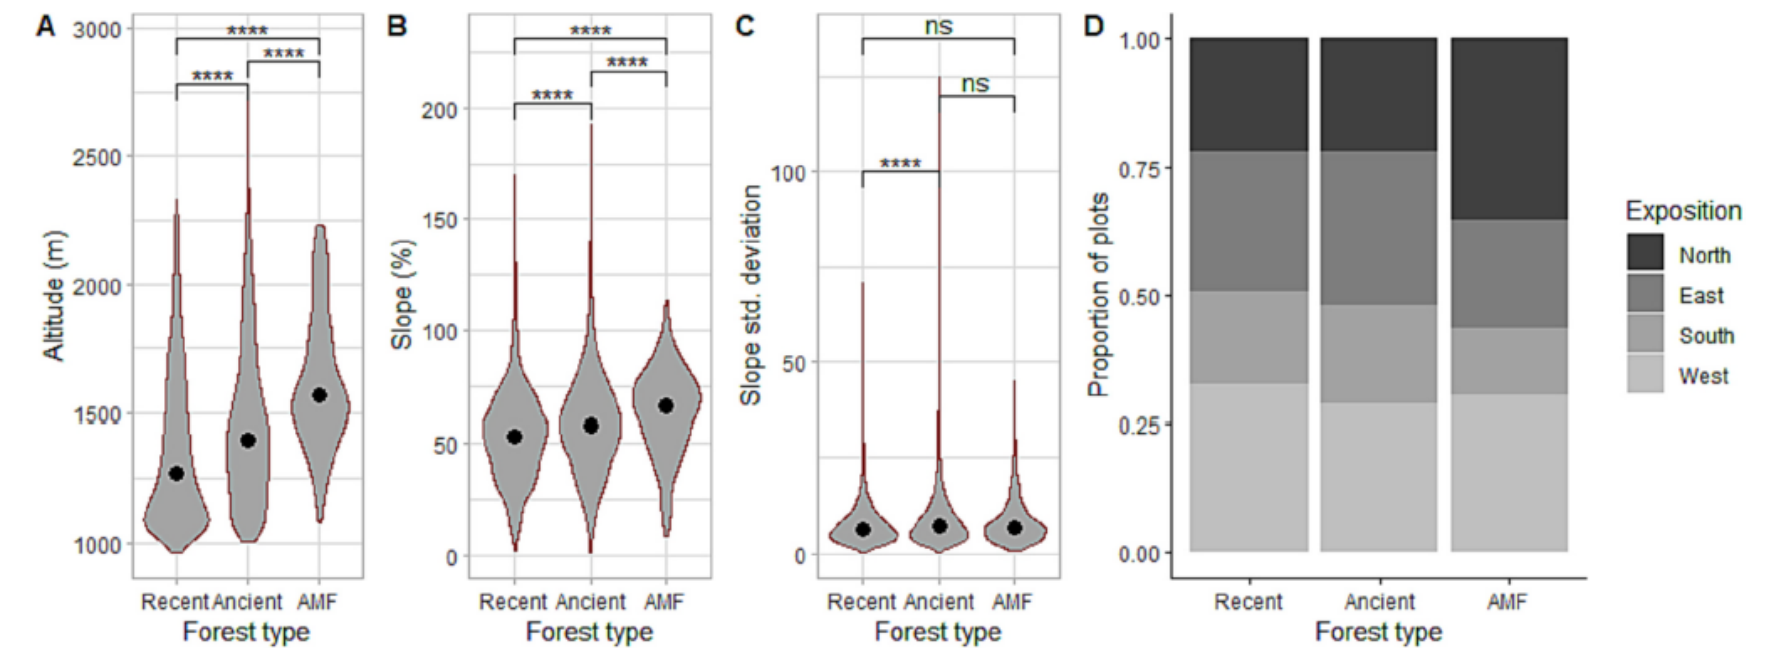 A
Altitude (m)
3000
2500
2000
1500
1000
****
****
****
Recent Ancient AMF
Forest type
B
Slope (%)
200
150
100
50
0
****
****
****
Recent Ancient AMF
Forest type
C
Slope std. deviation
100
50
0
ns
ns
****
Recent Ancient AMF
Forest type
D
Proportion of plots
1.00
0.75
0.50
0.25
0.00
Recent Ancient AMF
Forest type
Exposition
North
East
South
West